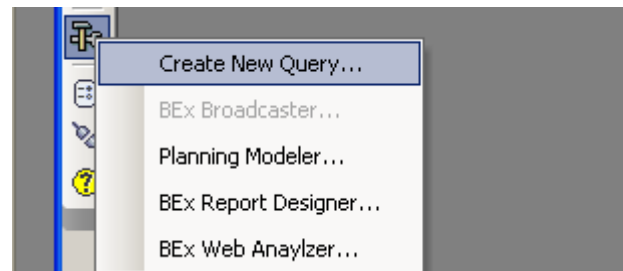 Create New Query...
BEx Broadcaster...
Planning Modeler...
BEx Report Designer...
BEx Web Anaylzer...